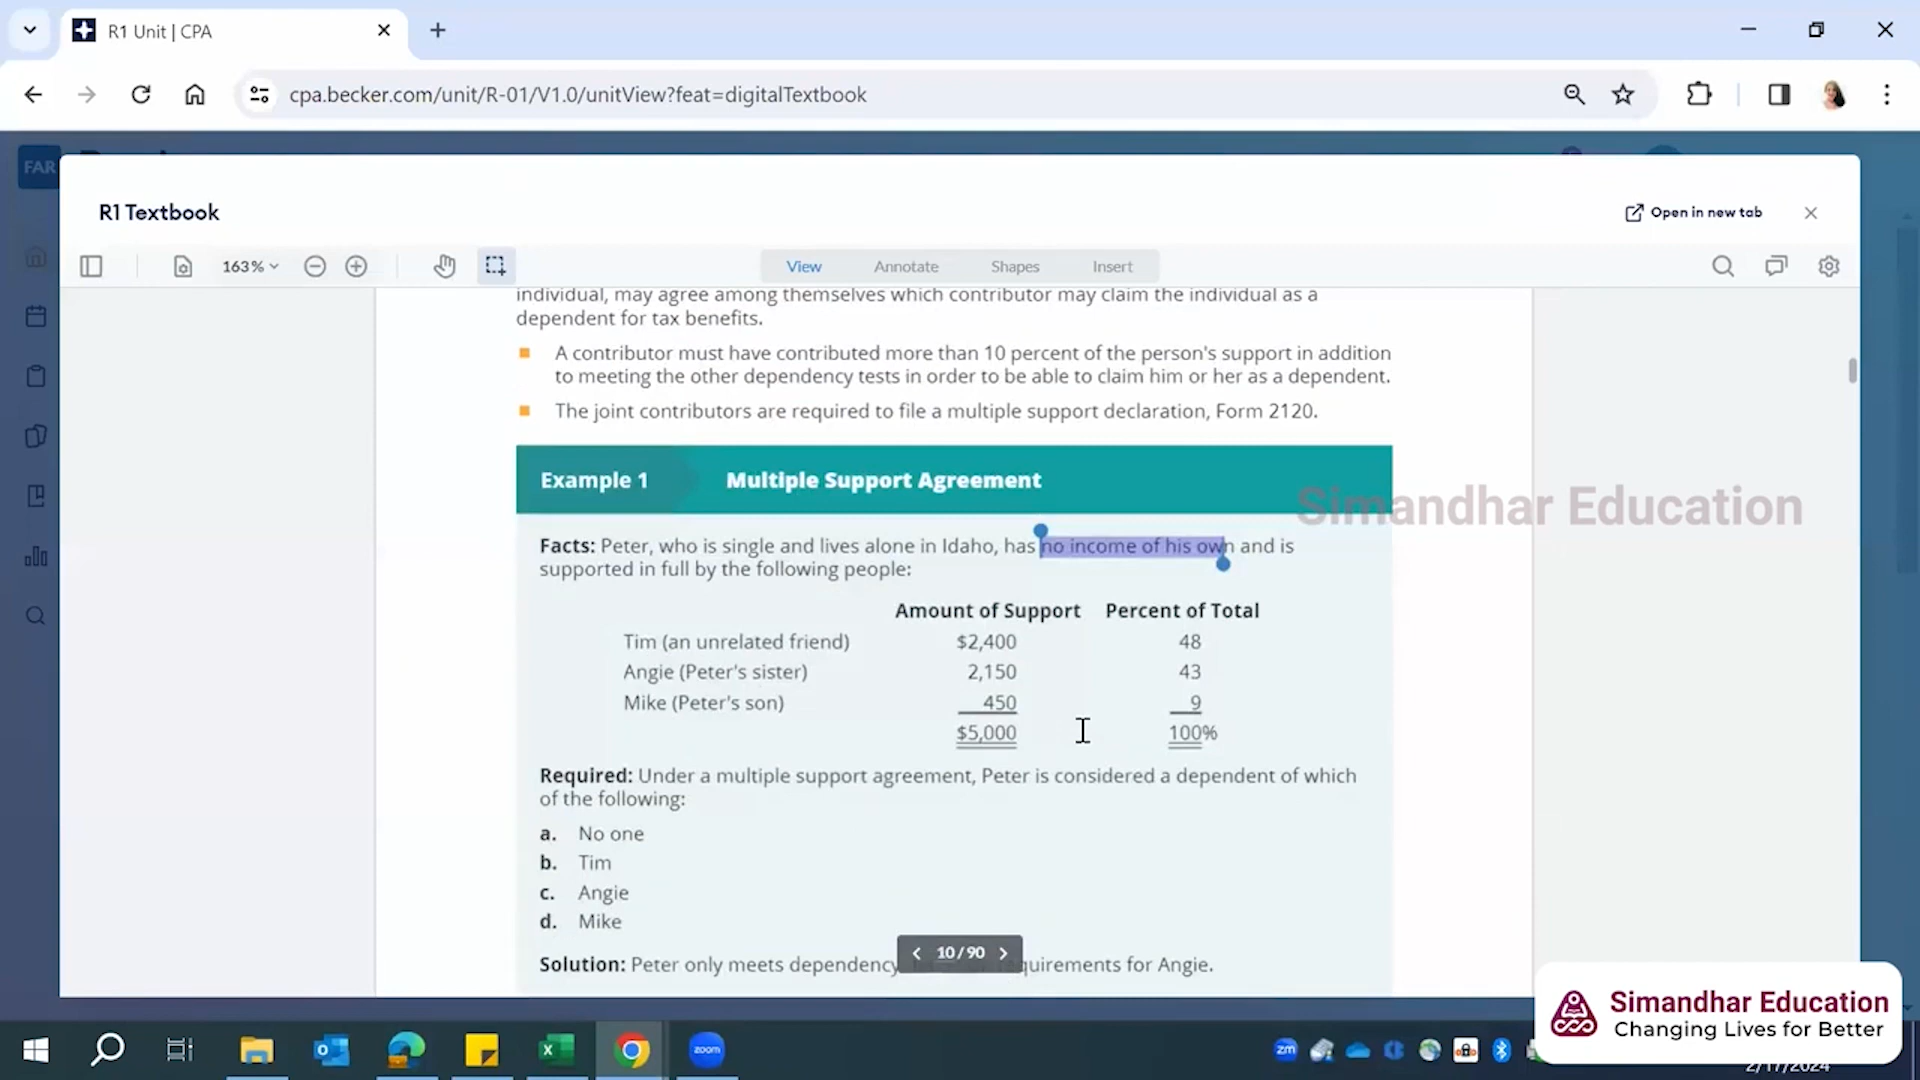 R1 Unit | CPA
cpa.becker.com/unit/R-01/V1.0/unitView?feat=digitalTextbook
FAR
R1 Textbook
Open in new tab
163%
View Annotate Shapes Insert
individual, may agree among themselves which contributor may claim the individual as a
dependent for tax benefits.
A contributor must have contributed more than 10 percent of the person's support in addition
to meeting the other dependency tests in order to be able to claim him or her as a dependent.
The joint contributors are required to file a multiple support declaration, Form 2120.
Example 1 Multiple Support Agreement
Simandhar Education
Facts: Peter, who is single and lives alone in Idaho, has no income of his own and is
supported in full by the following people:
Amount of Support Percent of Total
Tim (an unrelated friend) $2,400 48
Angie (Peter's sister) 2,150 43
Mike (Peter's son) 450 9
$5,000 100%
Required: Under a multiple support agreement, Peter is considered a dependent of which
of the following:
a. No one
b. Tim
c. Angie
d. Mike
10 / 90
Solution: Peter only meets dependency requirements for Angie.
Simandhar Education
Changing Lives for Better
zoom
zm
2/17/2024